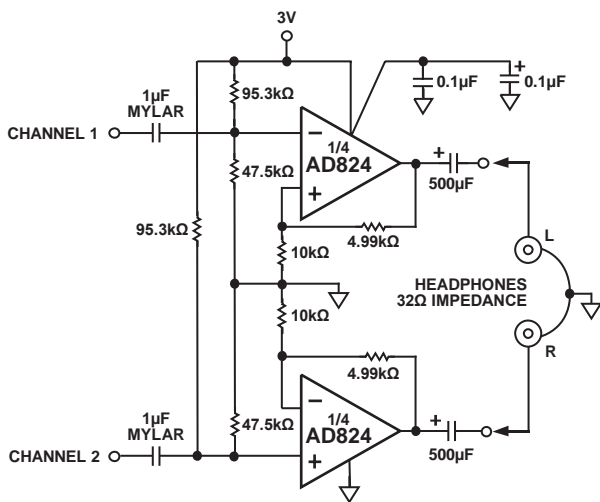 3V
1µF
MYLAR
95.3kΩ
0.1µF
+
0.1µF
CHANNEL 1
–
1/4
AD824
+
47.5kΩ
+
500µF
95.3kΩ
4.99kΩ
10kΩ
L
HEADPHONES
32Ω IMPEDANCE
10kΩ
4.99kΩ
R
1µF
MYLAR
47.5kΩ
–
1/4
AD824
+
+
500µF
CHANNEL 2